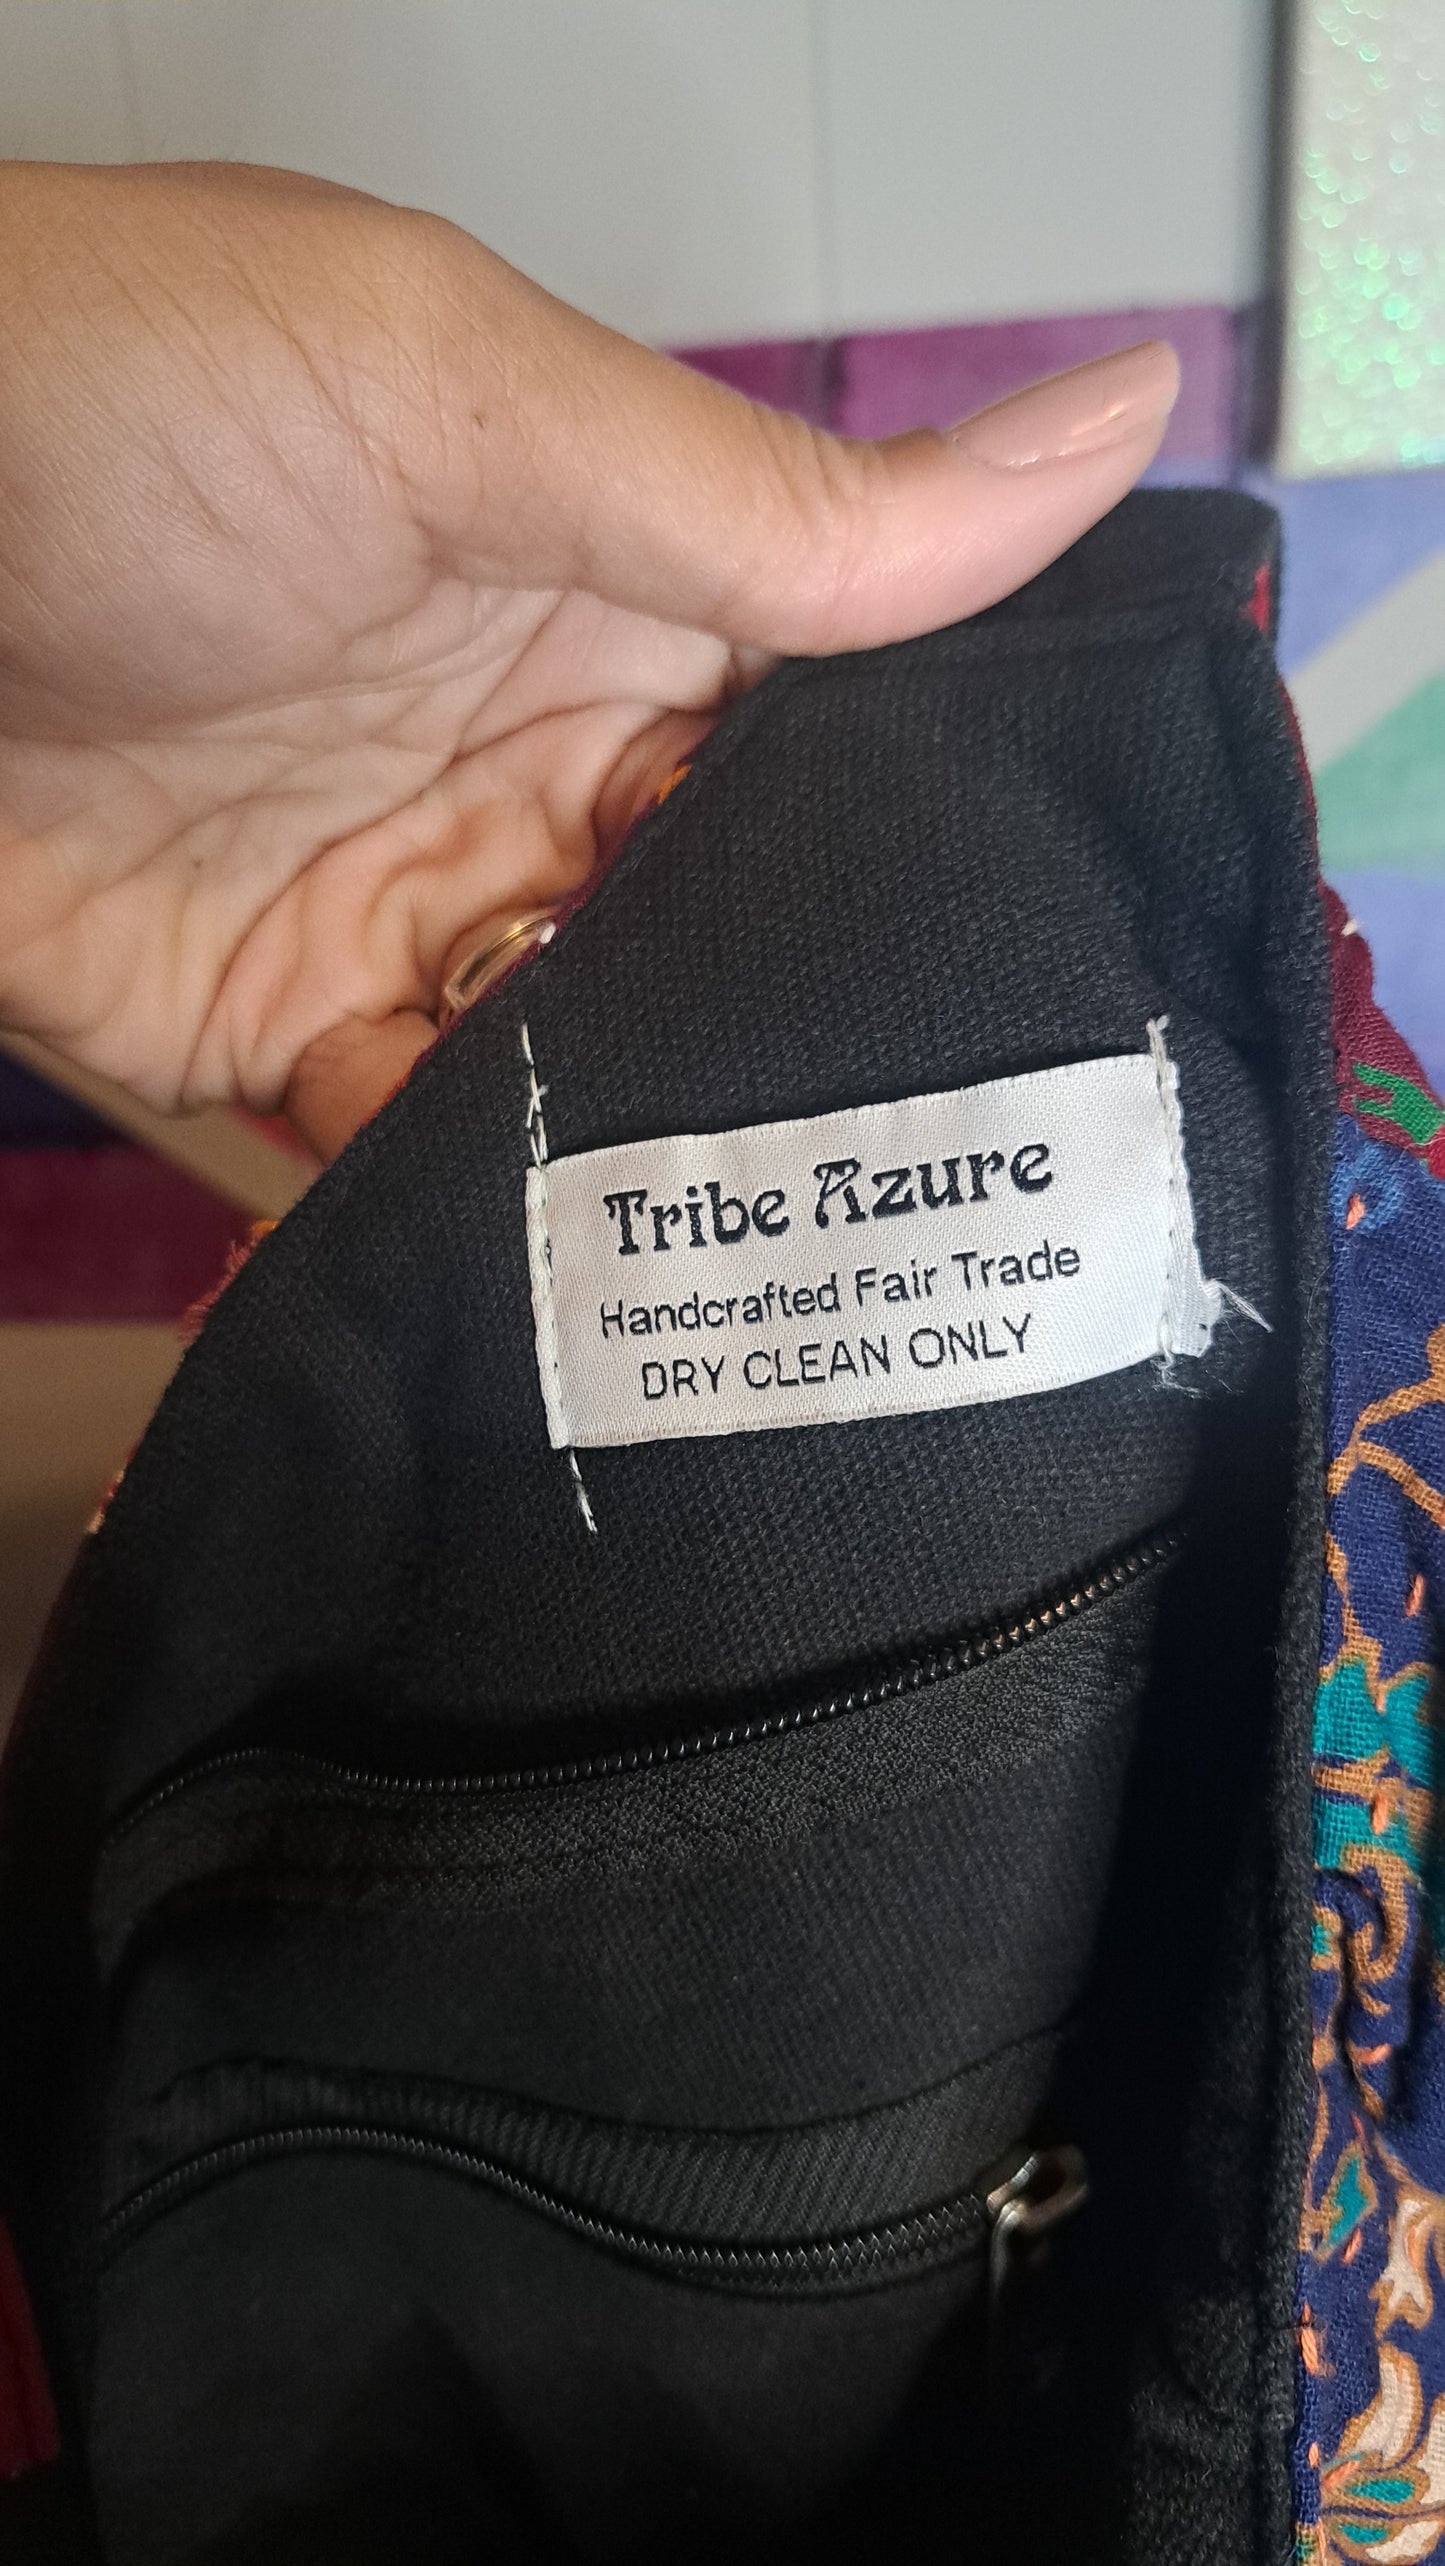 Tribe Azure
Handcrafted Fair Trade
DRY CLEAN ONLY